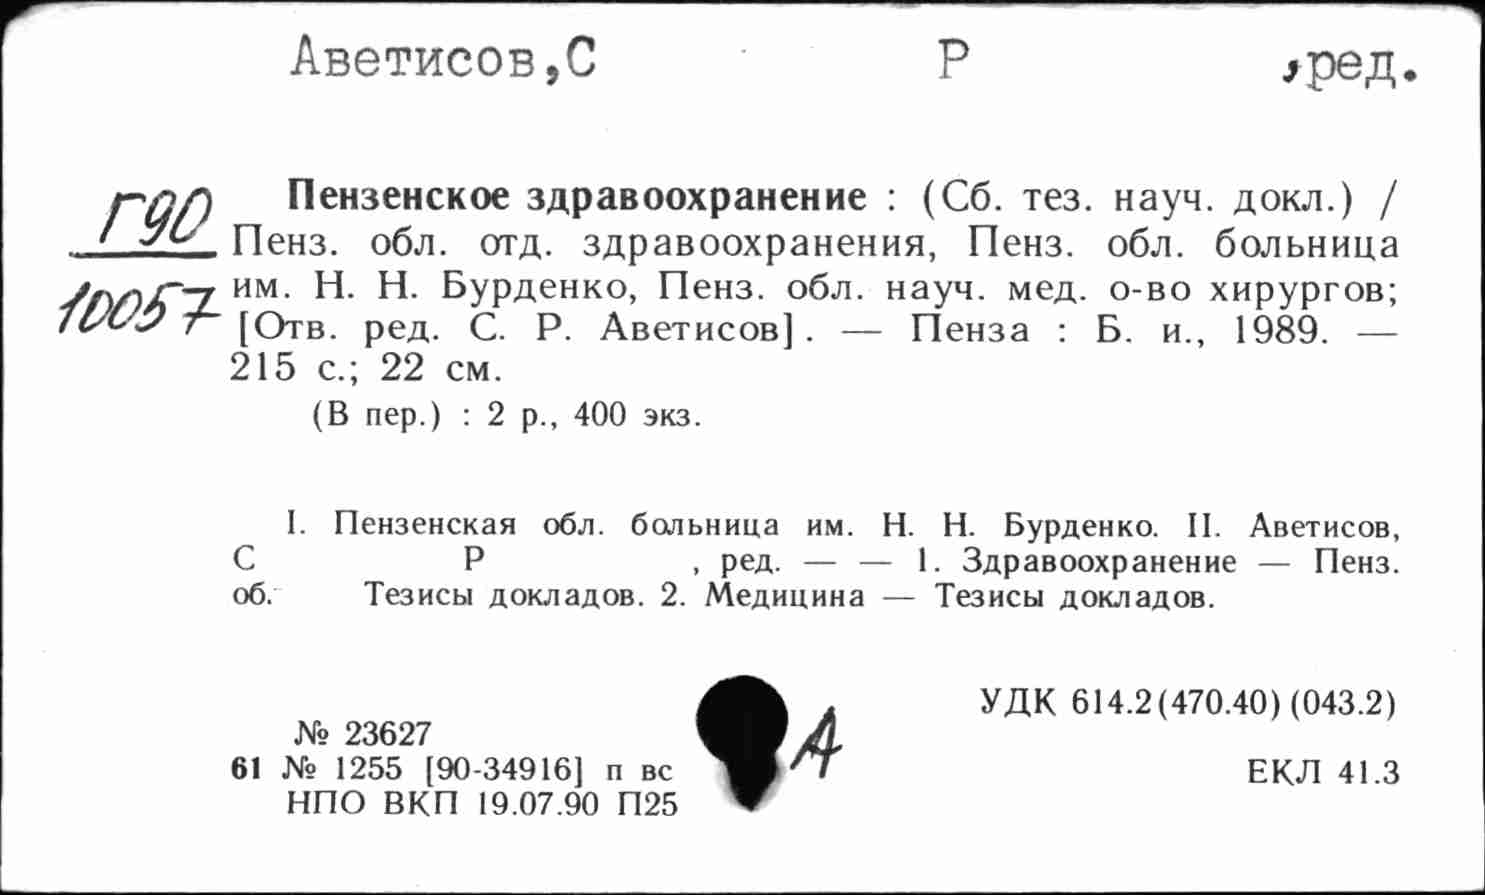 Аветисов,С Р ,ред.
Г90
10057
Пензенское здравоохранение : (Сб. тез. науч. докл.) /
Пенз. обл. отд. здравоохранения, Пенз. обл. больница
им. Н. Н. Бурденко, Пенз. обл. науч. мед. о-во хирургов;
[Отв. ред. С. Р. Аветисов]. — Пенза : Б. и., 1989. —
215 с.; 22 см.
(В пер.) : 2 р., 400 экз.
I. Пензенская обл. больница им. Н. Н. Бурденко. II. Аветисов,
С Р , ред. — — 1. Здравоохранение — Пенз.
об. Тезисы докладов. 2. Медицина — Тезисы докладов.
УДК 614.2(470.40)(043.2)
№ 23627
А
61 № 1255 [90-34916] п вс
ЕКЛ 41.3
НПО ВКП 19.07.90 П25